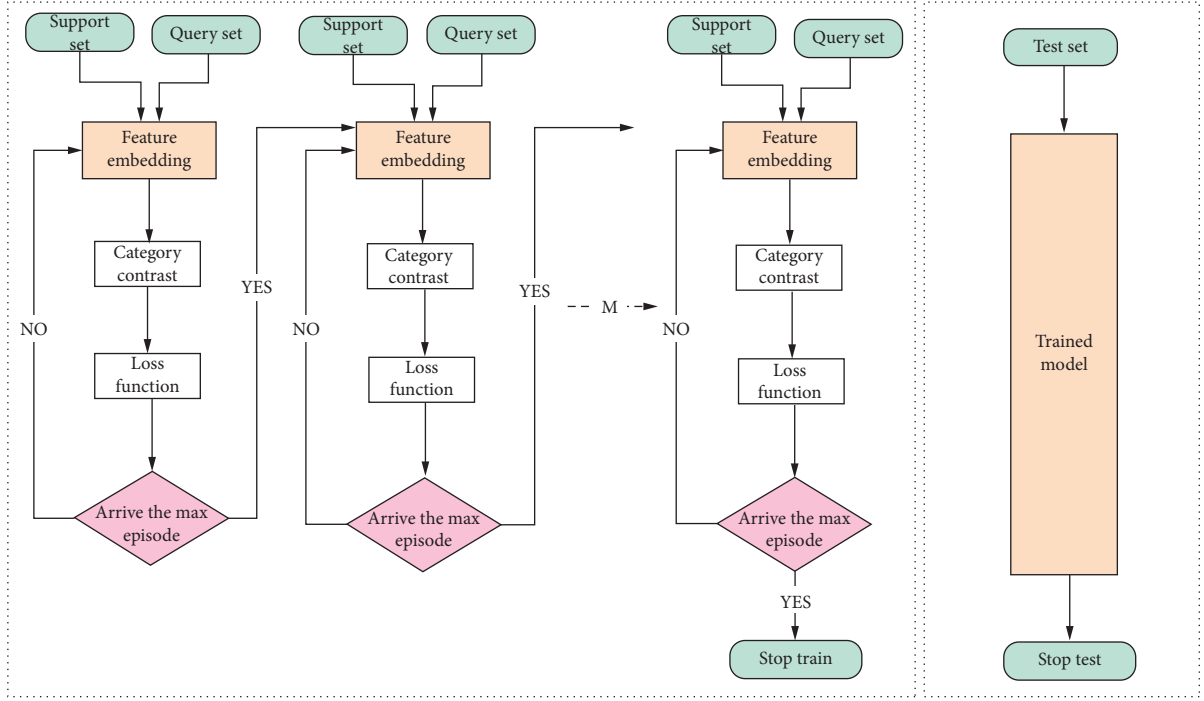 Support
set
Query set
Feature
embedding
Category
contrast
Loss
function
Arrive the max
episode
NO
YES
Support
set
Query set
Feature
embedding
Category
contrast
Loss
function
Arrive the max
episode
NO
YES
M
Support
set
Query set
Feature
embedding
Category
contrast
Loss
function
Arrive the max
episode
NO
YES
Stop train
Test set
Trained
model
Stop test